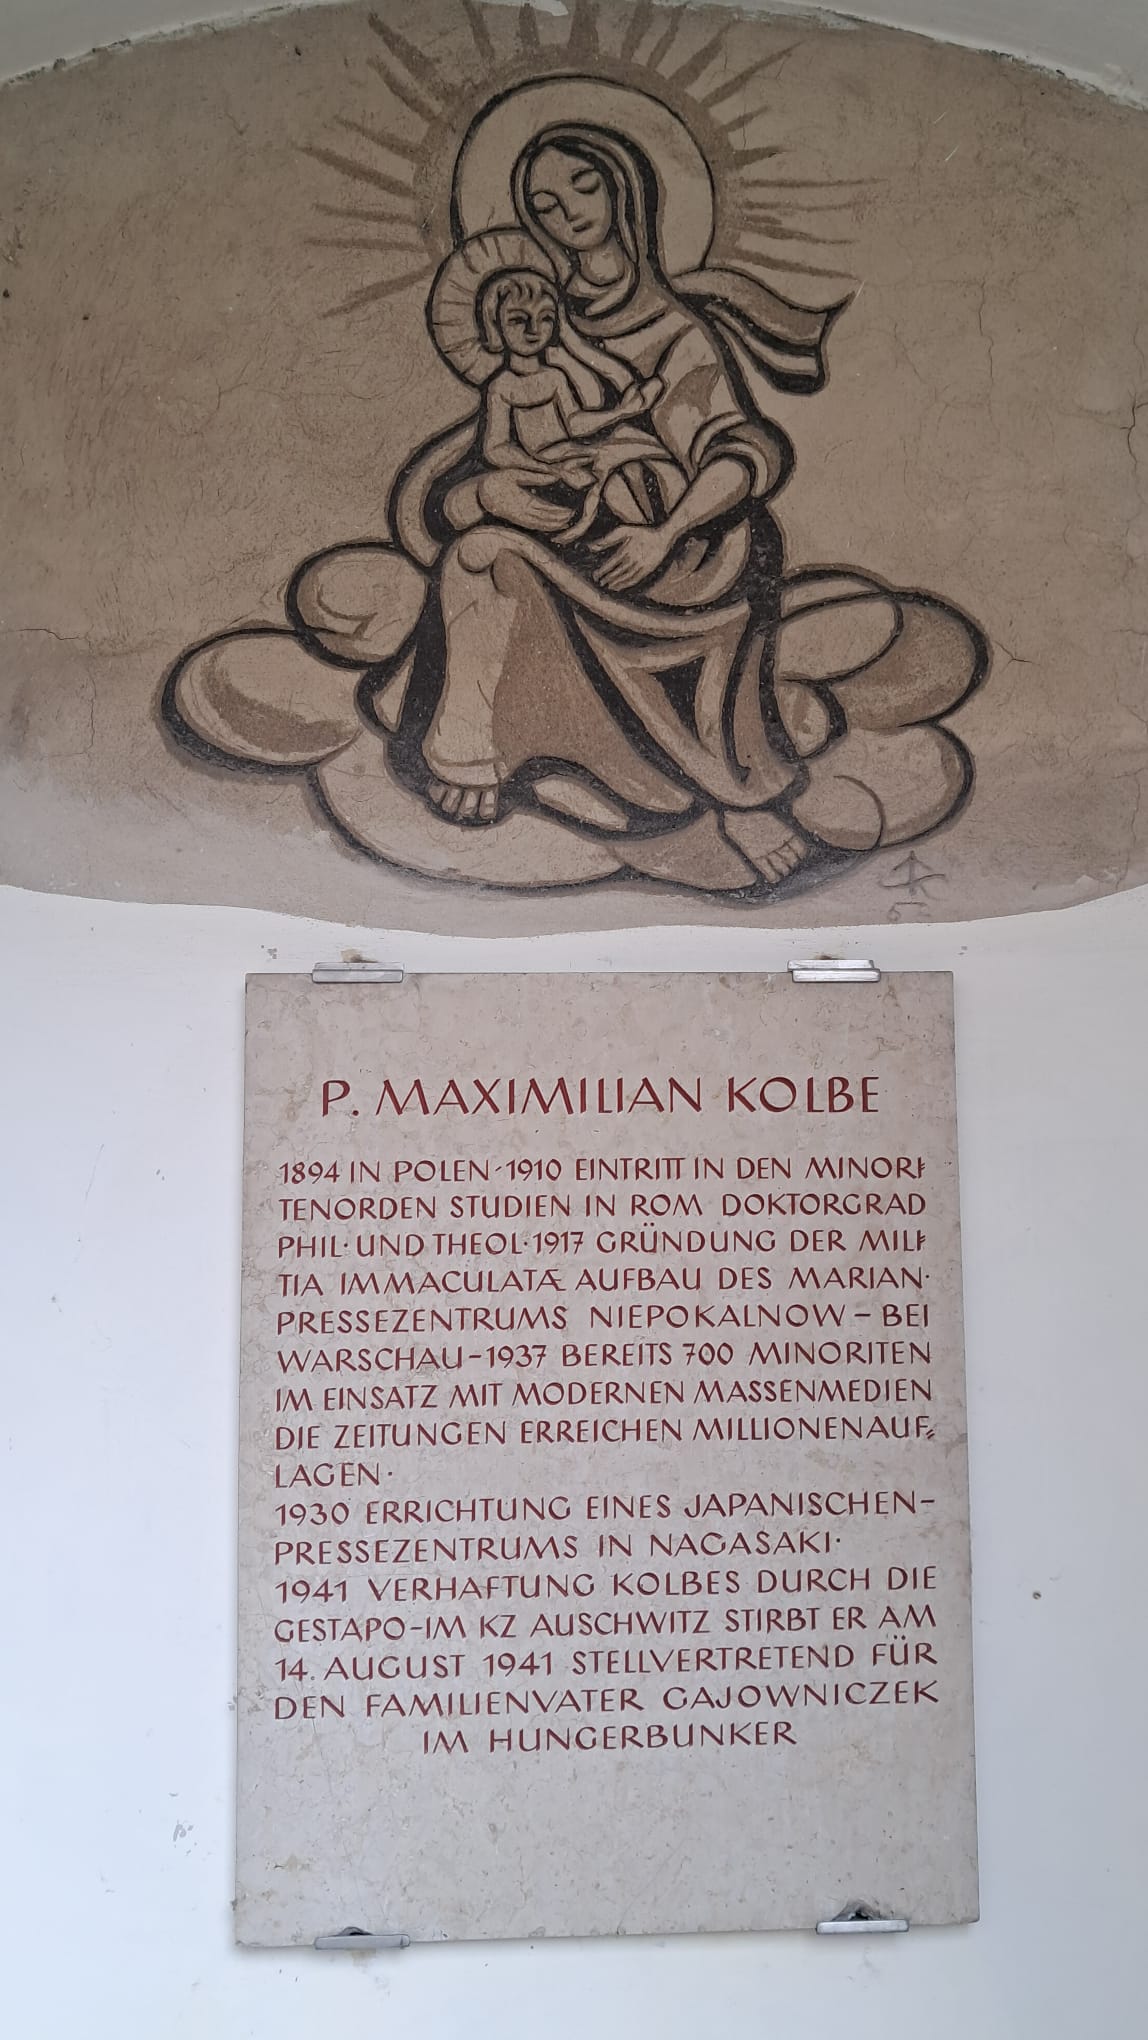 P. MAXIMILIAN KOLBE
1894 IN POLEN · 1910 EINTRITT IN DEN MINORI-
TENORDEN STUDIEN IN ROM DOKTORGRAD
PHIL · UND THEOL · 1917 GRÜNDUNG DER MILI-
TIA IMMACULATÆ AUFBAU DES MARIAN ·
PRESSEZENTRUMS NIEPOKALNOW – BEI
WARSCHAU – 1937 BEREITS 700 MINORITEN
IM EINSATZ MIT MODERNEN MASSENMEDIEN
DIE ZEITUNGEN ERREICHEN MILLIONENAUF=
LAGEN ·
1930 ERRICHTUNG EINES JAPANISCHEN –
PRESSEZENTRUMS IN NAGASAKI ·
1941 VERHAFTUNG KOLBES DURCH DIE
GESTAPO – IM KZ AUSCHWITZ STIRBT ER AM
14. AUGUST 1941 STELLVERTRETEND FÜR
DEN FAMILIENVATER GAJOWNICZEK
IM HUNGERBUNKER